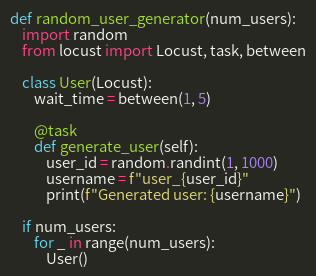 def random_user_generator(num_users):
    import random
    from locust import Locust, task, between

    class User(Locust):
        wait_time = between(1, 5)

        @task
        def generate_user(self):
            user_id = random.randint(1, 1000)
            username = f"user_{user_id}"
            print(f"Generated user: {username}")

    if num_users:
        for _ in range(num_users):
            User()